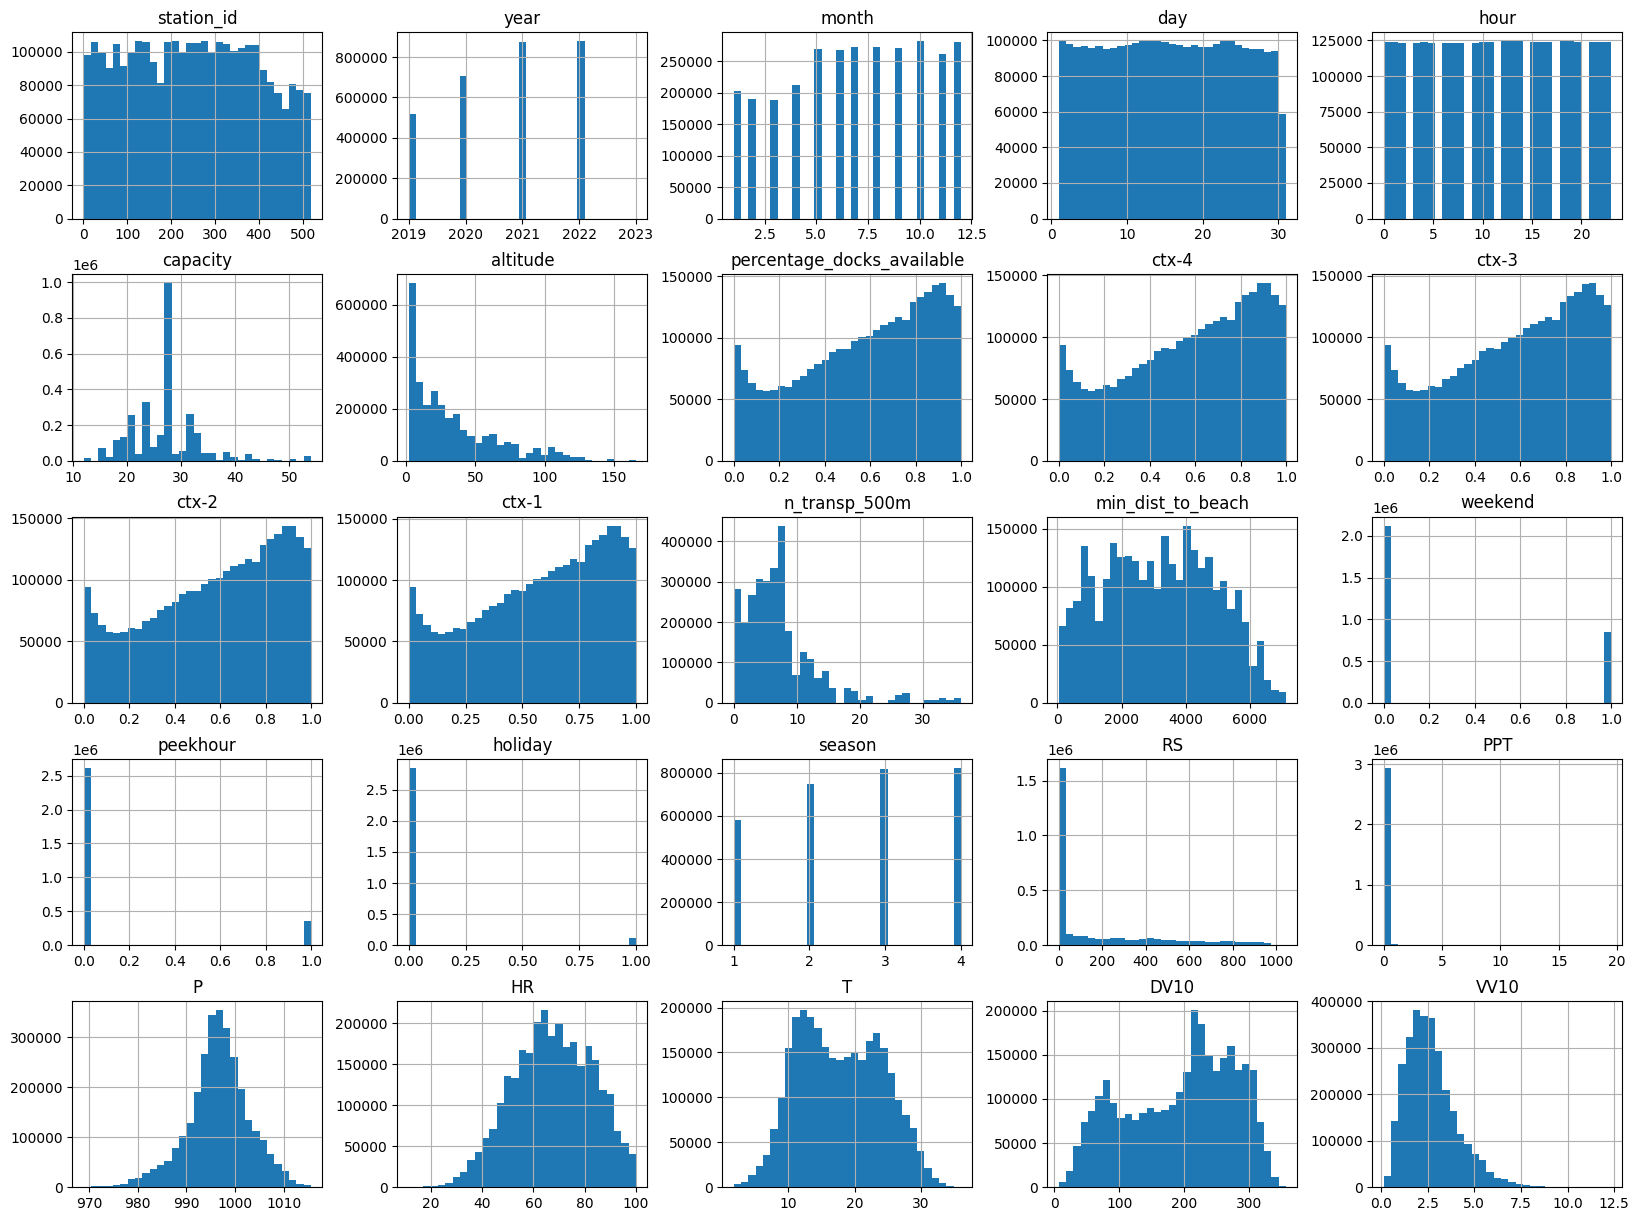 station_id
100000
80000
60000
40000
20000
0
0 100 200 300 400 500
year
800000
600000
400000
200000
0
2019 2020 2021 2022 2023
month
250000
200000
150000
100000
50000
0
2.5 5.0 7.5 10.0 12.5
day
100000
80000
60000
40000
20000
0
0 10 20 30
hour
125000
100000
75000
50000
25000
0
0 5 10 15 20
capacity
1e6
1.0
0.8
0.6
0.4
0.2
0.0
10 20 30 40 50
altitude
600000
400000
200000
0
0 50 100 150
percentage_docks_available
150000
100000
50000
0
0.0 0.2 0.4 0.6 0.8 1.0
ctx-4
150000
100000
50000
0
0.0 0.2 0.4 0.6 0.8 1.0
ctx-3
150000
100000
50000
0
0.0 0.2 0.4 0.6 0.8 1.0
ctx-2
150000
100000
50000
0
0.0 0.2 0.4 0.6 0.8 1.0
ctx-1
150000
100000
50000
0
0.00 0.25 0.50 0.75 1.00
n_transp_500m
400000
300000
200000
100000
0
0 10 20 30
min_dist_to_beach
150000
100000
50000
0
0 2000 4000 6000
weekend
1e6
2.0
1.5
1.0
0.5
0.0
0.0 0.2 0.4 0.6 0.8 1.0
peekhour
1e6
2.5
2.0
1.5
1.0
0.5
0.0
0.0 0.2 0.4 0.6 0.8 1.0
holiday
1e6
2.5
2.0
1.5
1.0
0.5
0.0
0.00 0.25 0.50 0.75 1.00
season
800000
600000
400000
200000
0
1 2 3 4
RS
1e6
1.5
1.0
0.5
0.0
0 200 400 600 800 1000
PPT
1e6
3
2
1
0
0 5 10 15 20
P
300000
200000
100000
0
970 980 990 1000 1010
HR
200000
150000
100000
50000
0
20 40 60 80 100
T
200000
150000
100000
50000
0
10 20 30
DV10
200000
150000
100000
50000
0
0 100 200 300
VV10
400000
300000
200000
100000
0
0.0 2.5 5.0 7.5 10.0 12.5